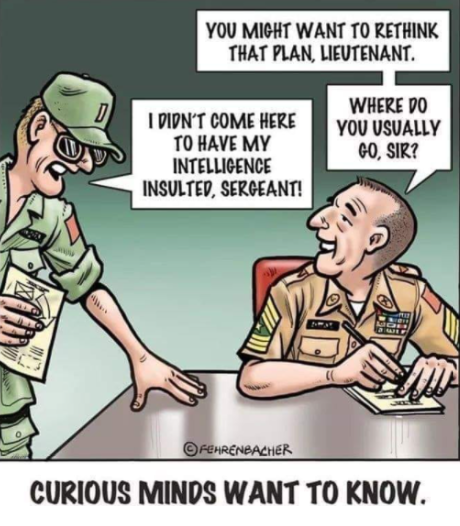 YOU MIGHT WANT TO RETHINK
THAT PLAN, LIEUTENANT.
I DIDN'T COME HERE
TO HAVE MY
INTELLIGENCE
INSULTED, SERGEANT!
WHERE DO
YOU USUALLY
GO, SIR?
©FEHRENBACHER
CURIOUS MINDS WANT TO KNOW.